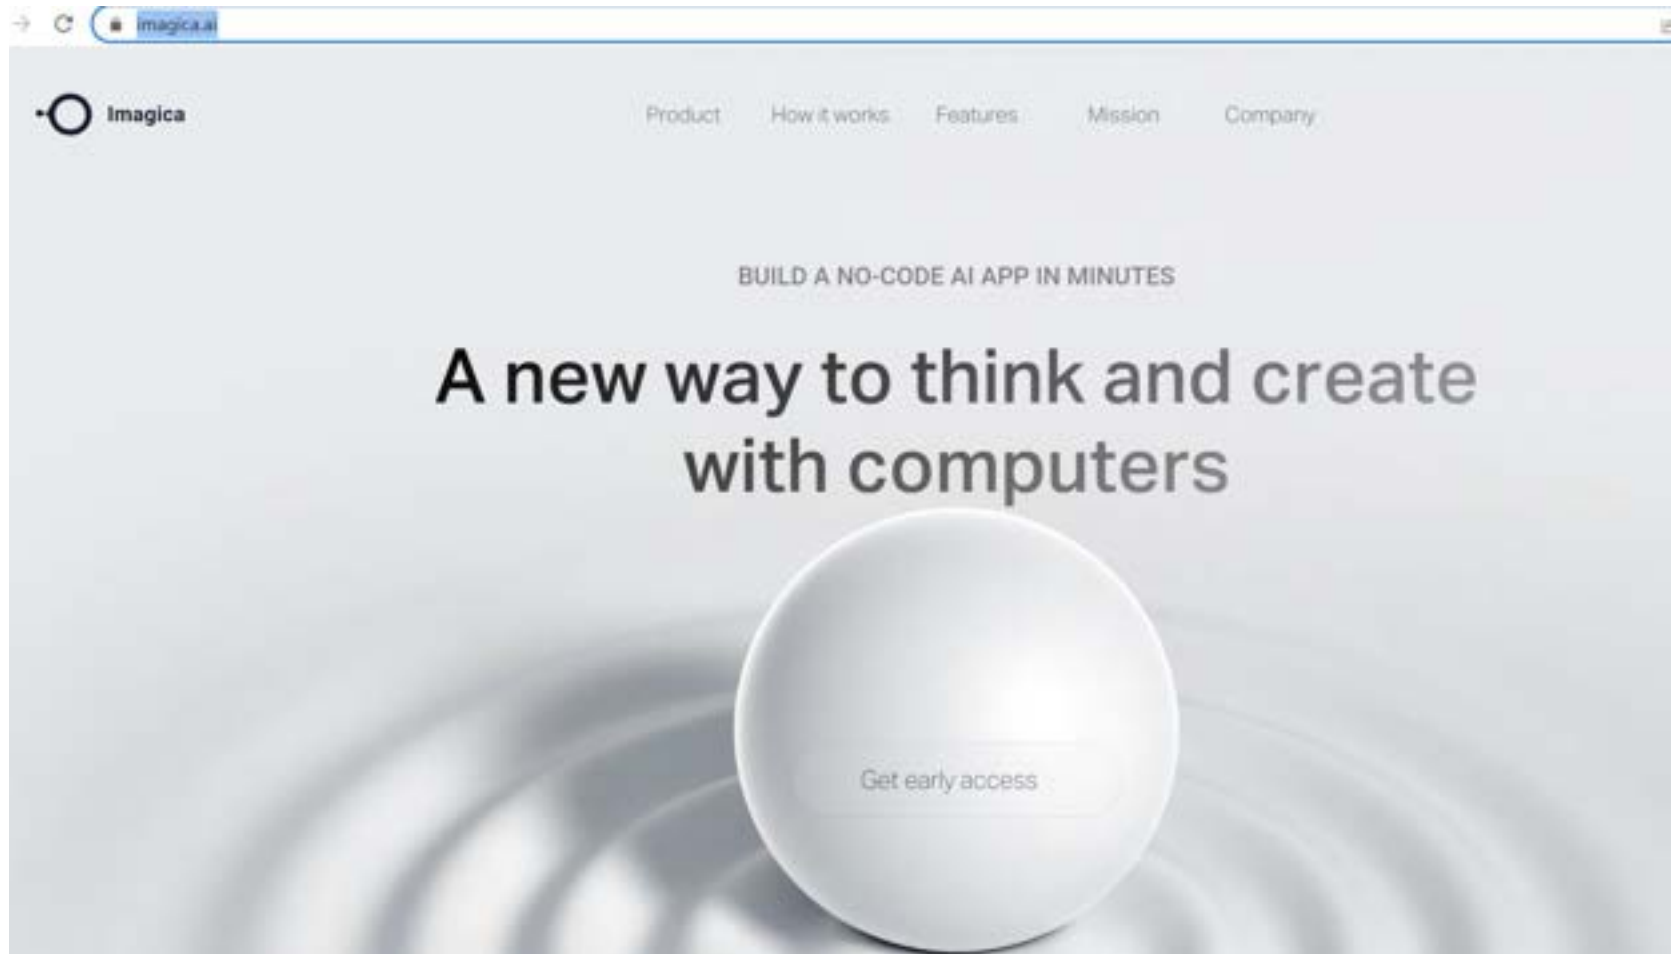 imagica.ai
Imagica
Product How it works Features Mission Company
BUILD A NO-CODE AI APP IN MINUTES
A new way to think and create
with computers
Get early access